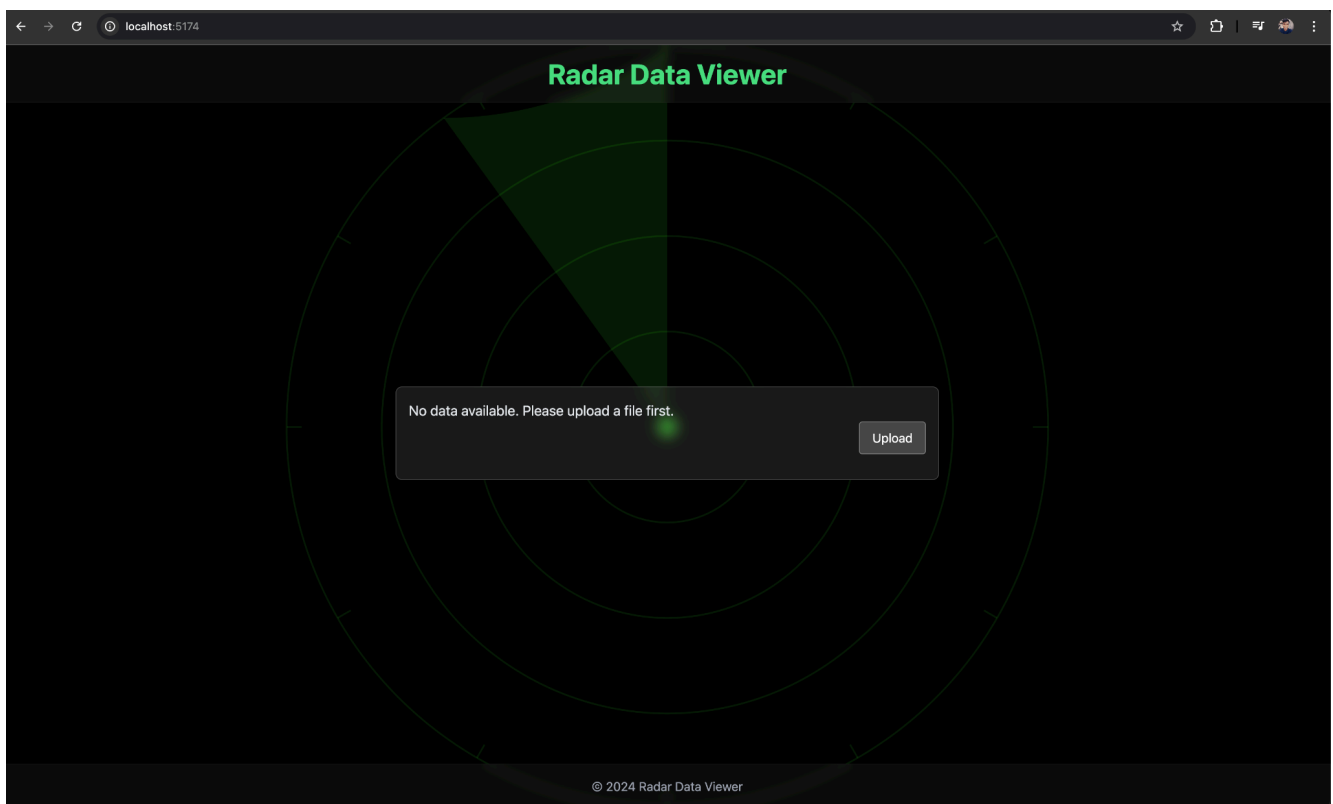 localhost:5174
Radar Data Viewer
No data available. Please upload a file first.
Upload
© 2024 Radar Data Viewer